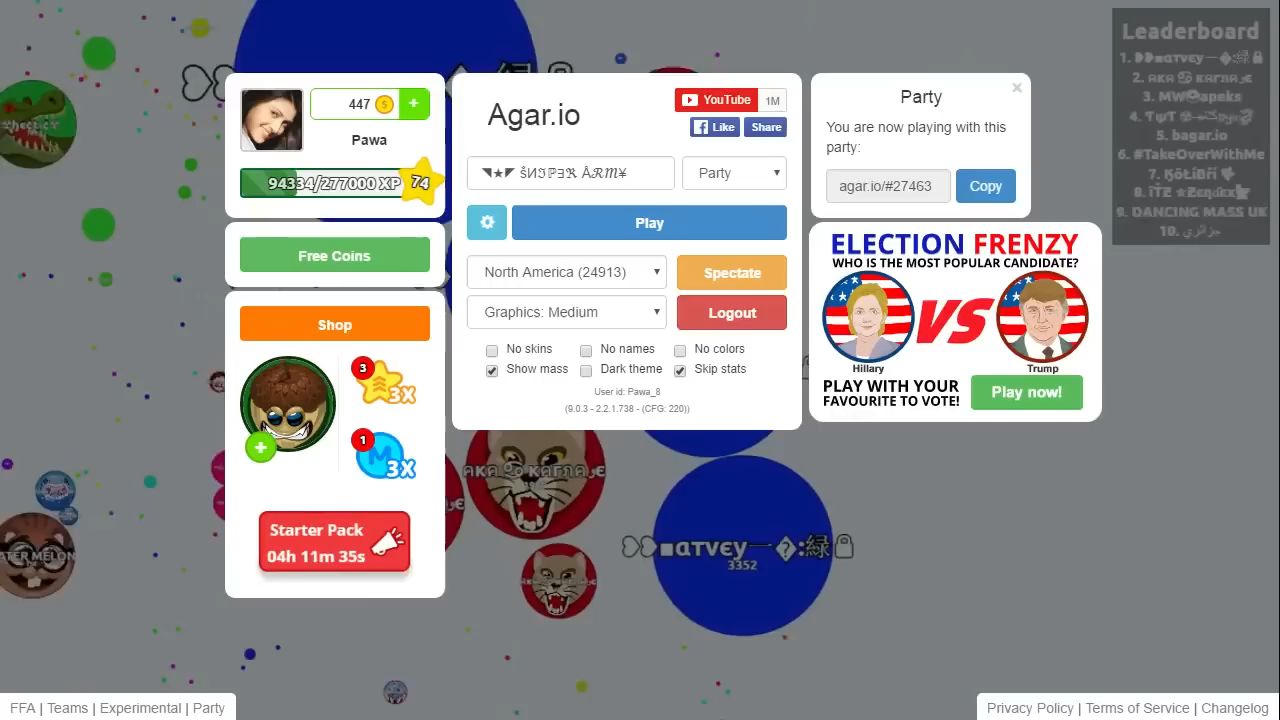 447
+
Pawa
94334/277000 XP
74
Free Coins
Shop
3
3X
+
1
M
3X
Starter Pack
04h 11m 35s
Agar.io
YouTube
1M
Like
Share
◥★◤ šИℑℙƎℜ Åℛℳ¥
Party
Play
North America (24913)
Spectate
Graphics: Medium
Logout
No skins
No names
No colors
Show mass
Dark theme
Skip stats
User id: Pawa_8
(9.0.3 - 2.2.1.738 - (CFG: 220))
Party
×
You are now playing with this
party:
agar.io/#27463
Copy
ELECTION FRENZY
WHO IS THE MOST POPULAR CANDIDATE?
VS
Hillary
Trump
PLAY WITH YOUR
FAVOURITE TO VOTE!
Play now!
Leaderboard
5. bagar.io
6. #TakeOverWithMe
9. DANCING MASS UK
10. جزائري
3352
FFA | Teams | Experimental | Party
Privacy Policy | Terms of Service | Changelog